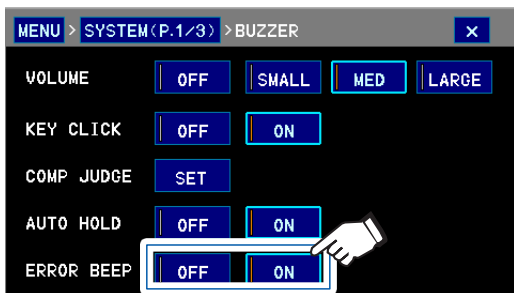 MENU > SYSTEM(P.1/3) >BUZZER x
VOLUME OFF SMALL MED LARGE
KEY CLICK OFF ON
COMP JUDGE SET
AUTO HOLD OFF ON
ERROR BEEP OFF ON